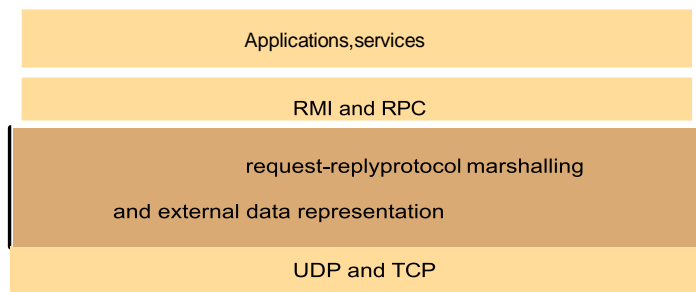 Applications,services
RMI and RPC
request-replyprotocol marshalling
and external data representation
UDP and TCP